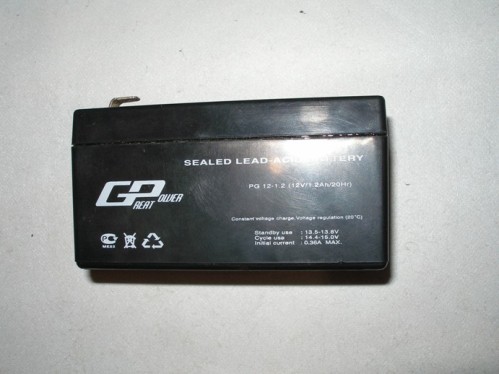 SEALED LEAD-ACID BATTERY
PG 12-1.2 (12V/1.2Ah/20Hr)
GREAT POWER
Constant voltage charge Voltage regulation (25°C)
Standby use : 13.5-13.8V
Cycle use : 14.4-15.0V
Initial current : 0.36A MAX.